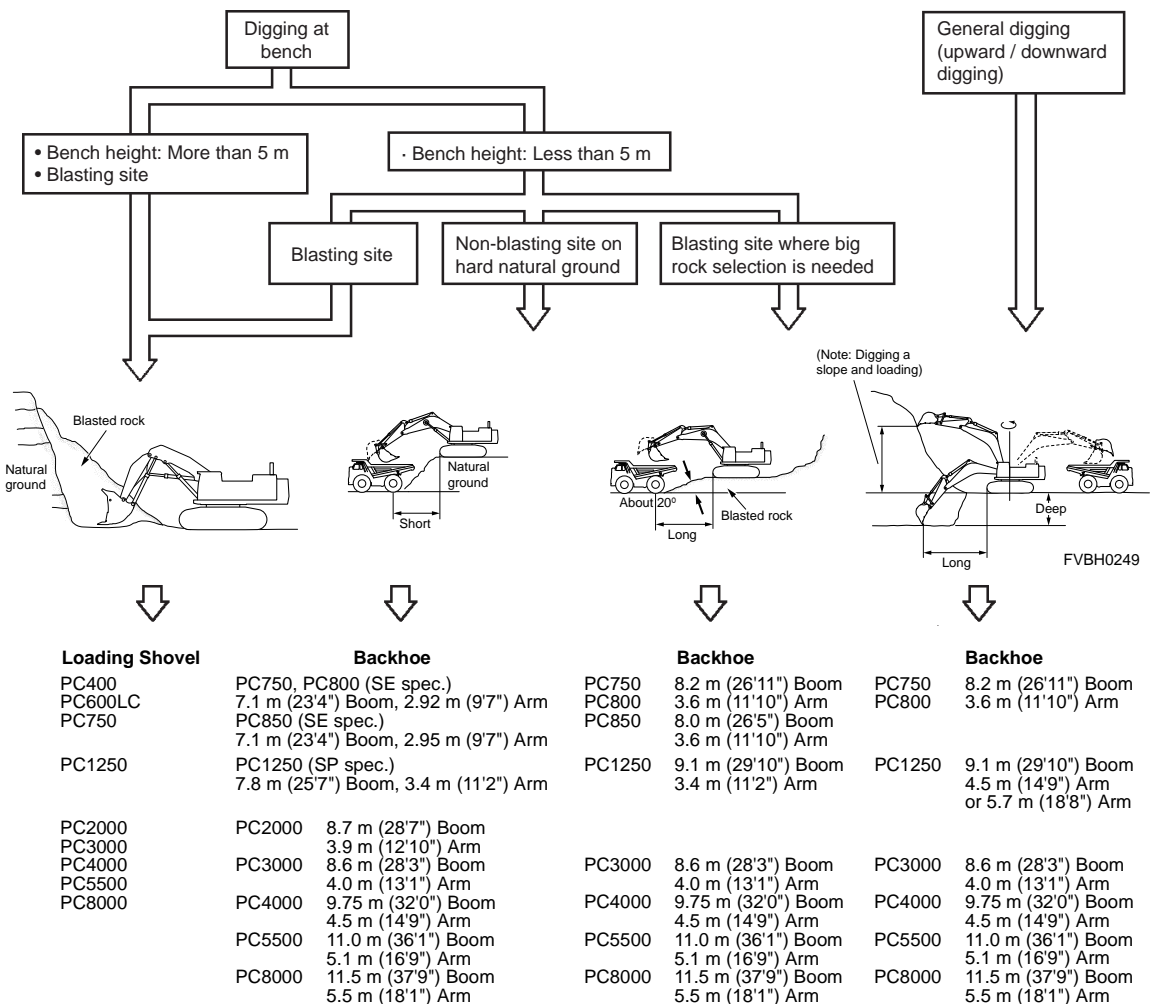 Digging at
bench
General digging
(upward / downward
digging)
• Bench height: More than 5 m
• Blasting site
· Bench height: Less than 5 m
Blasting site
Non-blasting site on
hard natural ground
Blasting site where big
rock selection is needed
Blasted rock
Natural
ground
Natural
ground
Short
About 20°
Blasted rock
Long
(Note: Digging a
slope and loading)
Deep
Long
FVBH0249
Loading Shovel
PC400
PC600LC
PC750
PC1250
PC2000
PC3000
PC4000
PC5500
PC8000
Backhoe
PC750, PC800 (SE spec.)
7.1 m (23'4") Boom, 2.92 m (9'7") Arm
PC850 (SE spec.)
7.1 m (23'4") Boom, 2.95 m (9'7") Arm
PC1250 (SP spec.)
7.8 m (25'7") Boom, 3.4 m (11'2") Arm
PC2000 8.7 m (28'7") Boom
3.9 m (12'10") Arm
PC3000 8.6 m (28'3") Boom
4.0 m (13'1") Arm
PC4000 9.75 m (32'0") Boom
4.5 m (14'9") Arm
PC5500 11.0 m (36'1") Boom
5.1 m (16'9") Arm
PC8000 11.5 m (37'9") Boom
5.5 m (18'1") Arm
Backhoe
PC750 8.2 m (26'11") Boom
PC800 3.6 m (11'10") Arm
PC850 8.0 m (26'5") Boom
3.6 m (11'10") Arm
PC1250 9.1 m (29'10") Boom
3.4 m (11'2") Arm
PC3000 8.6 m (28'3") Boom
4.0 m (13'1") Arm
PC4000 9.75 m (32'0") Boom
4.5 m (14'9") Arm
PC5500 11.0 m (36'1") Boom
5.1 m (16'9") Arm
PC8000 11.5 m (37'9") Boom
5.5 m (18'1") Arm
Backhoe
PC750 8.2 m (26'11") Boom
PC800 3.6 m (11'10") Arm
PC1250 9.1 m (29'10") Boom
4.5 m (14'9") Arm
or 5.7 m (18'8") Arm
PC3000 8.6 m (28'3") Boom
4.0 m (13'1") Arm
PC4000 9.75 m (32'0") Boom
4.5 m (14'9") Arm
PC5500 11.0 m (36'1") Boom
5.1 m (16'9") Arm
PC8000 11.5 m (37'9") Boom
5.5 m (18'1") Arm